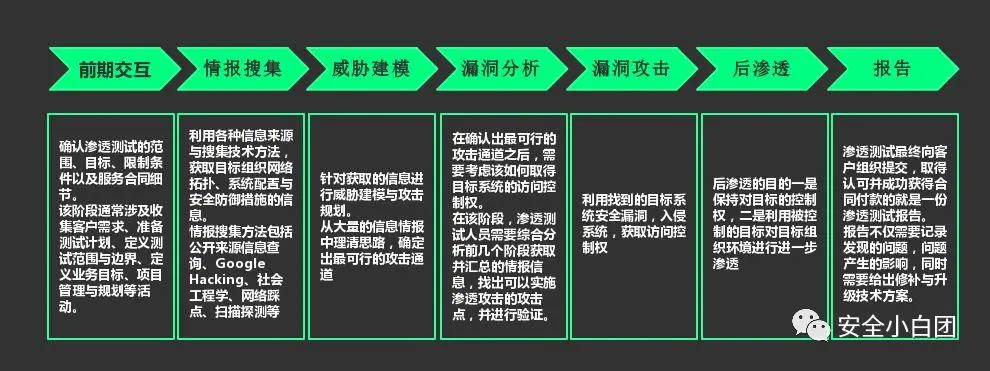 前期交互
情报搜集
威胁建模
漏洞分析
漏洞攻击
后渗透
报告
确认渗透测试的范
围、目标、限制条
件以及服务合同细
节。
该阶段通常涉及收
集客户需求、准备
测试计划、定义测
试范围与边界、定
义业务目标、项目
管理与规划等活
动。
利用各种信息来源
与搜集技术方法，
获取目标组织网络
拓扑、系统配置与
安全防御措施的信
息。
情报搜集方法包括
公开来源信息查
询、Google
Hacking、社会
工程学、网络踩
点、扫描探测等
针对获取的信息进
行威胁建模与攻击
规划。
从大量的信息情报
中理清思路，确定
出最可行的攻击通
道
在确认出最可行的
攻击通道之后，需
要考虑该如何取得
目标系统的访问控
制权。
在该阶段，渗透测
试人员需要综合分
析前几个阶段获取
并汇总的情报信
息，找出可以实施
渗透攻击的攻击
点，并进行验证。
利用找到的目标系
统安全漏洞，入侵
系统，获取访问控
制权
后渗透的目的一是
保持对目标的控制
权，二是利用被控
制的目标对目标组
织环境进行进一步
渗透
渗透测试最终向客
户组织提交，取得
认可并成功获得合
同付款的就是一份
渗透测试报告。
报告不仅需要记录
发现的问题，问题
产生的影响，同时
需要给出修补与升
级技术方案。
安全小白团